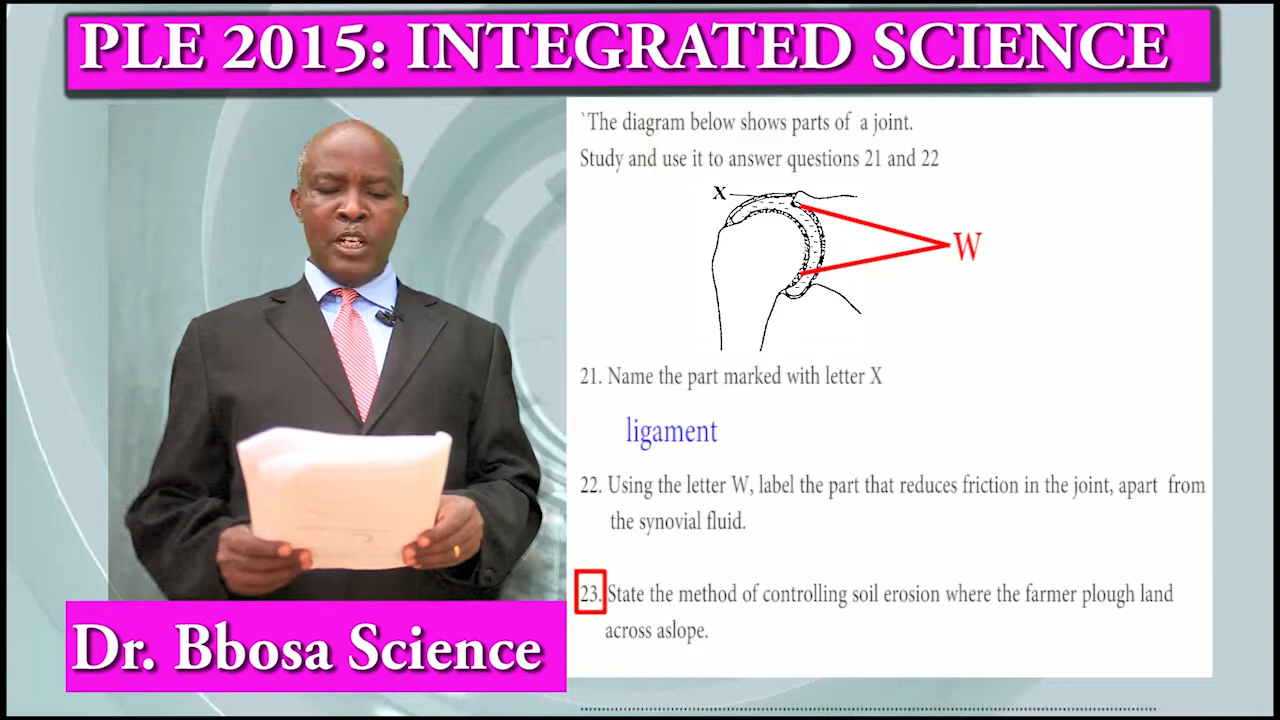 PLE 2015: INTEGRATED SCIENCE
`The diagram below shows parts of a joint.
Study and use it to answer questions 21 and 22
X
W
21. Name the part marked with letter X
ligament
22. Using the letter W, label the part that reduces friction in the joint, apart from
the synovial fluid.
23. State the method of controlling soil erosion where the farmer plough land
across aslope.
Dr. Bbosa Science